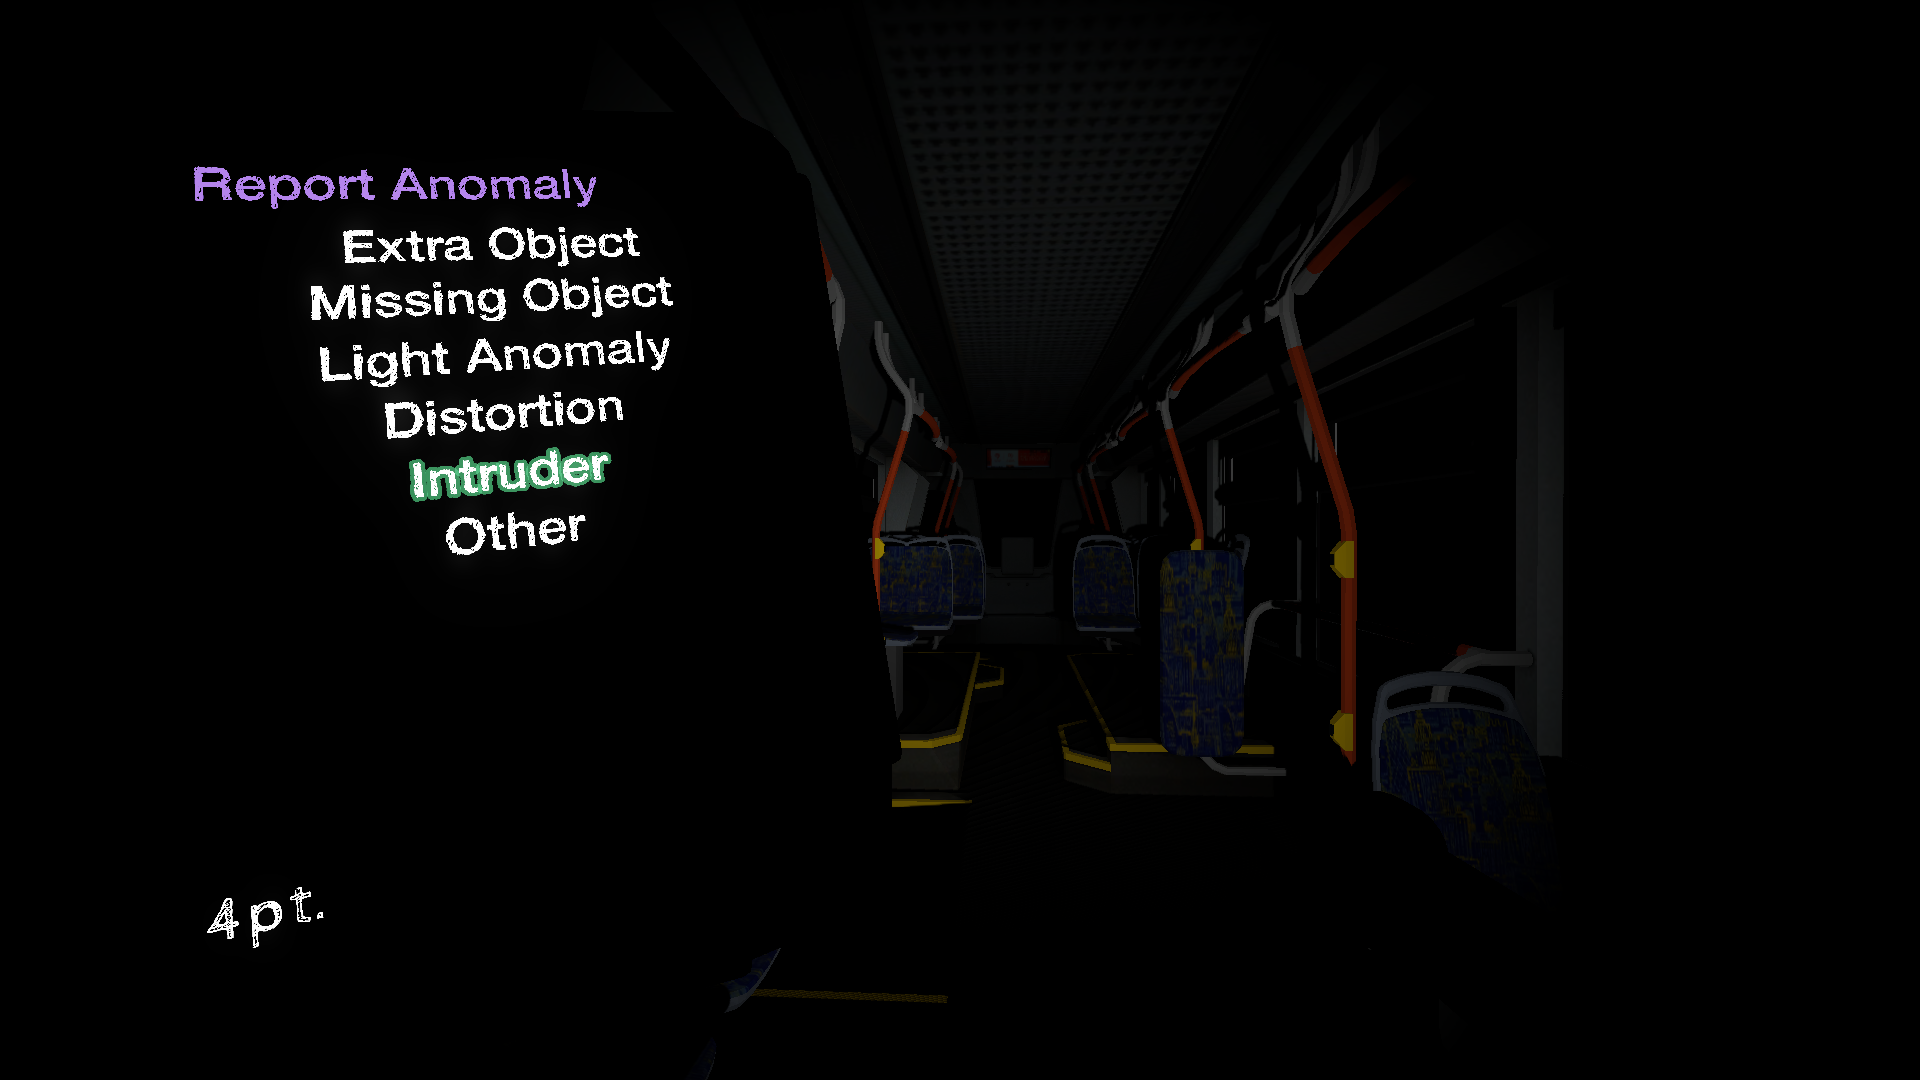 Report Anomaly
Extra Object
Missing Object
Light Anomaly
Distortion
Intruder
Other
4pt.